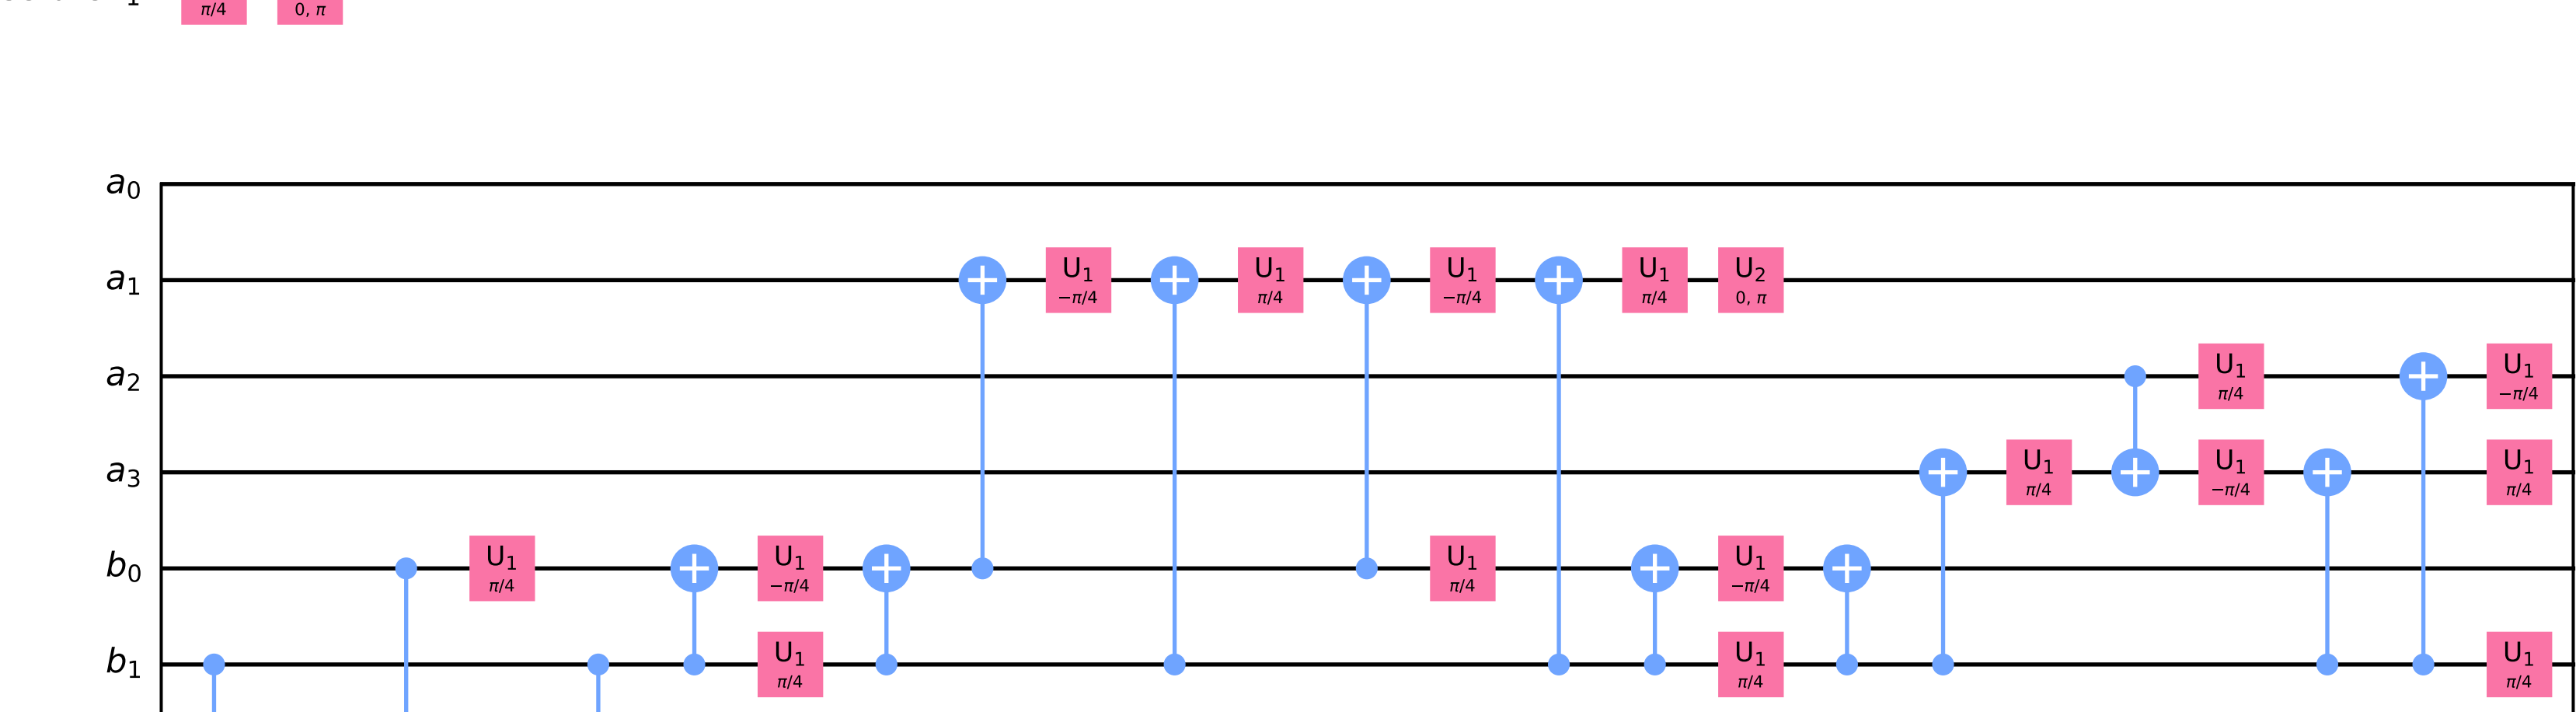 π/4 0, π
a₀
a₁ U₁ −π/4 U₁ π/4 U₁ −π/4 U₁ π/4 U₂ 0, π
a₂ U₁ π/4 U₁ −π/4
a₃ U₁ π/4 U₁ −π/4 U₁ π/4
b₀ U₁ π/4 U₁ −π/4 U₁ π/4 U₁ −π/4
b₁ U₁ π/4 U₁ π/4 U₁ π/4